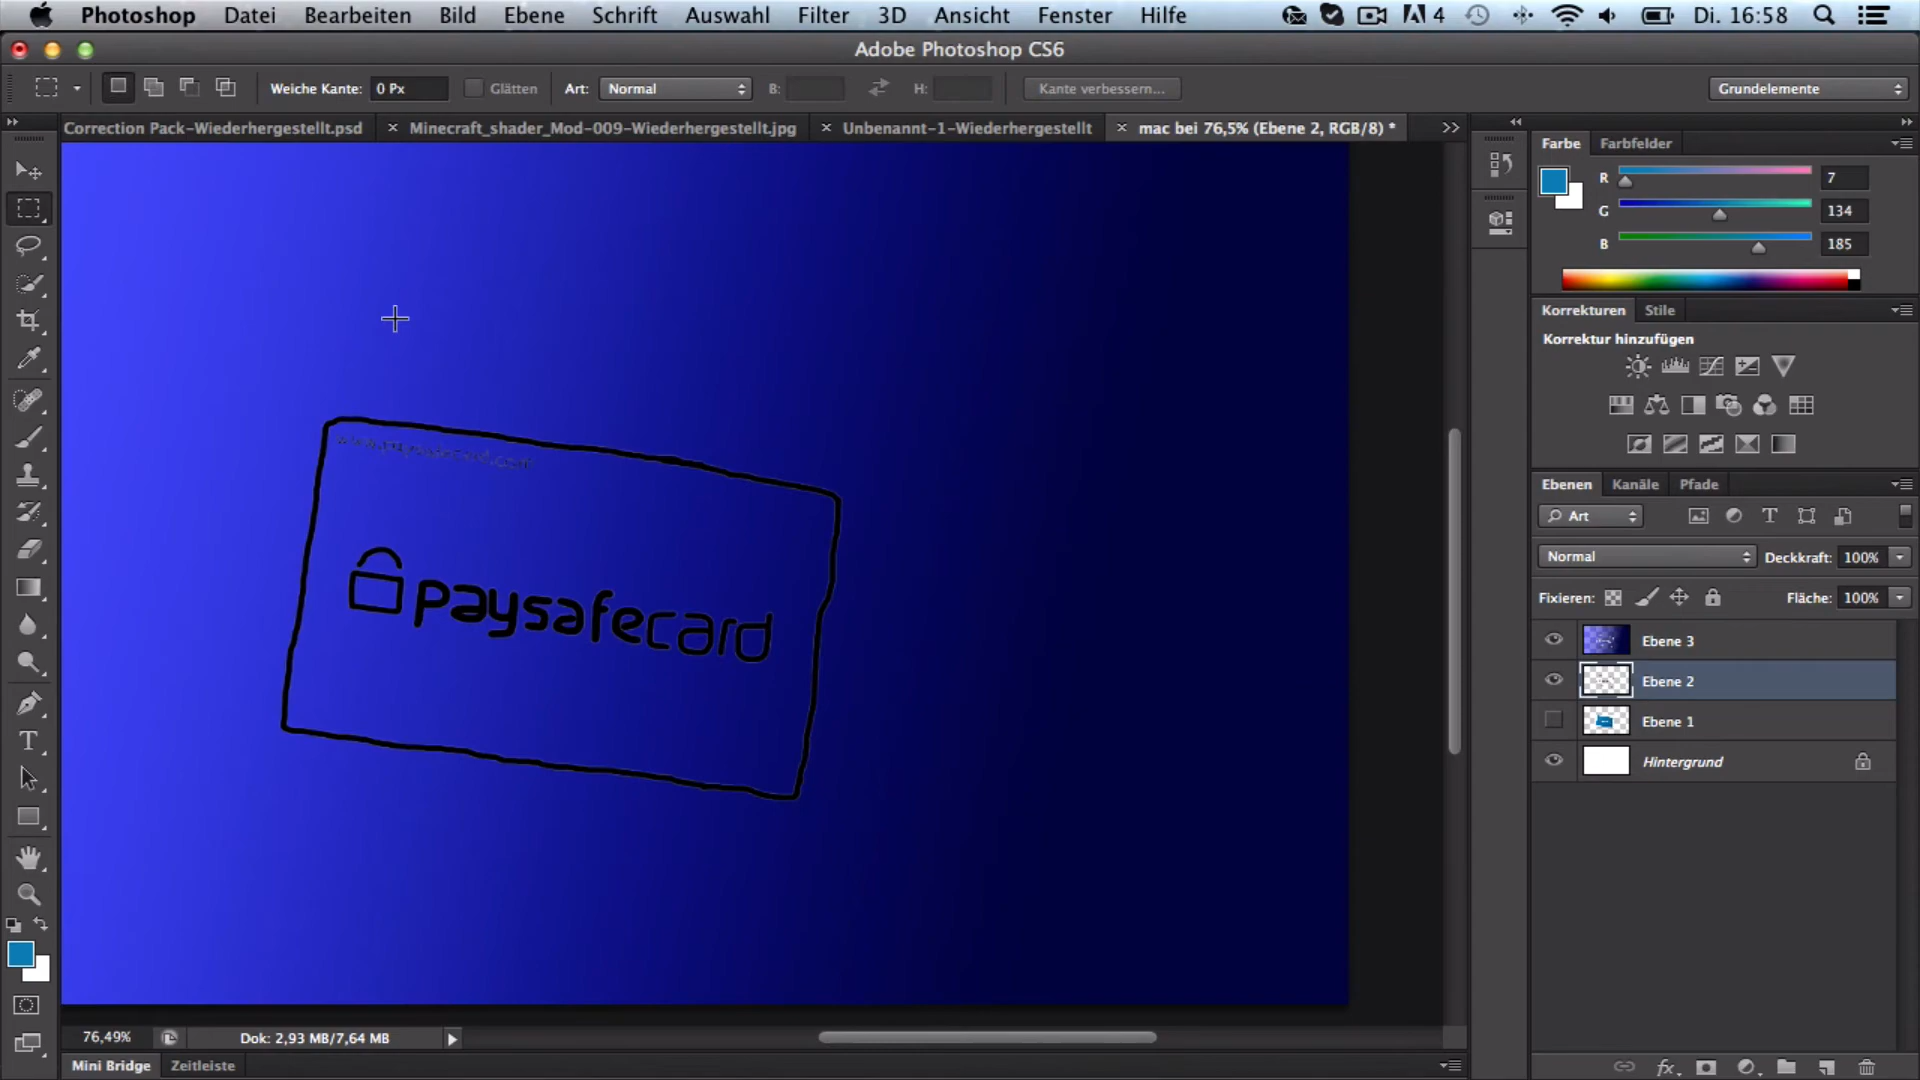 Photoshop Datei Bearbeiten Bild Ebene Schrift Auswahl Filter 3D Ansicht Fenster Hilfe 4 Di. 16:58
Adobe Photoshop CS6
Weiche Kante: 0 Px Glätten Art: Normal B: H: Kante verbessern... Grundelemente
Correction Pack-Wiederhergestellt.psd × Minecraft_shader_Mod-009-Wiederhergestellt.jpg × Unbenannt-1-Wiederhergestellt × mac bei 76,5% (Ebene 2, RGB/8) *
Farbe Farbfelder
R 7
G 134
B 185
Korrekturen Stile
Korrektur hinzufügen
Ebenen Kanäle Pfade
Art
Normal Deckkraft: 100%
Fixieren: Fläche: 100%
Ebene 3
Ebene 2
Ebene 1
Hintergrund
www.paysafecard.com
paysafecard
76,49% Dok: 2,93 MB/7,64 MB
Mini Bridge Zeitleiste